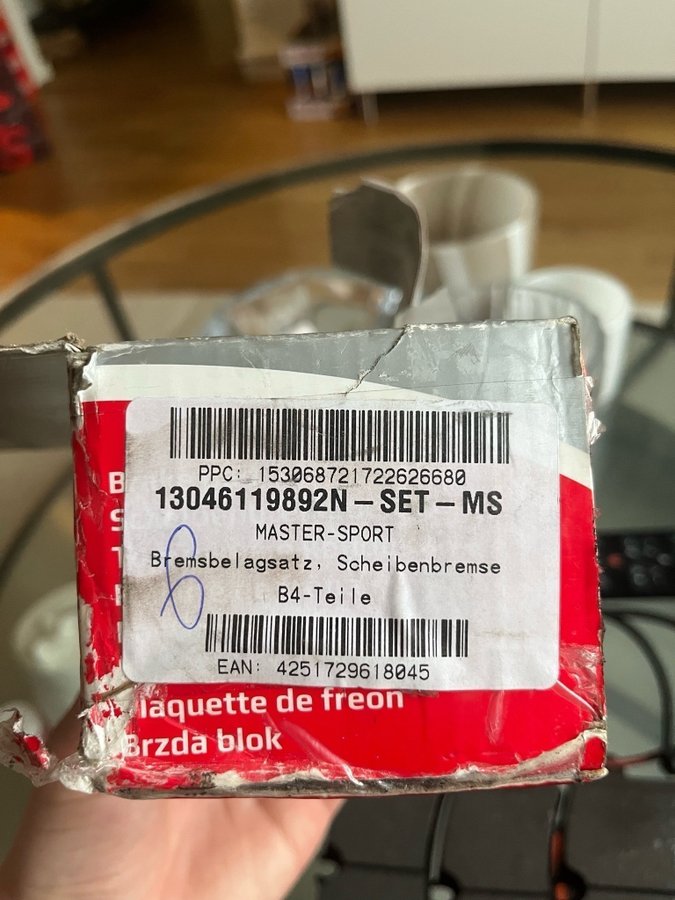 PPC: 153068721722626680
13046119892N-SET-MS
MASTER-SPORT
Bremsbelagsatz, Scheibenbremse
B4-Teile
EAN: 4251729618045
laquette de freon
Brzda blok